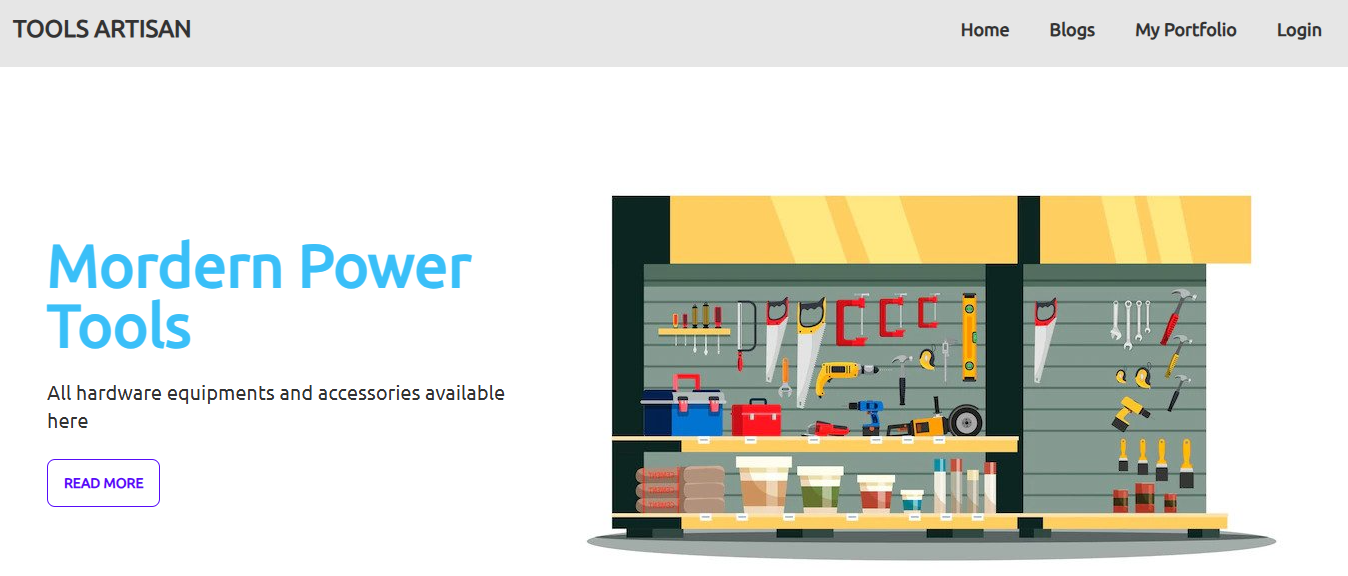 TOOLS ARTISAN
Home Blogs My Portfolio Login
Mordern Power
Tools
All hardware equipments and accessories available
here
READ MORE